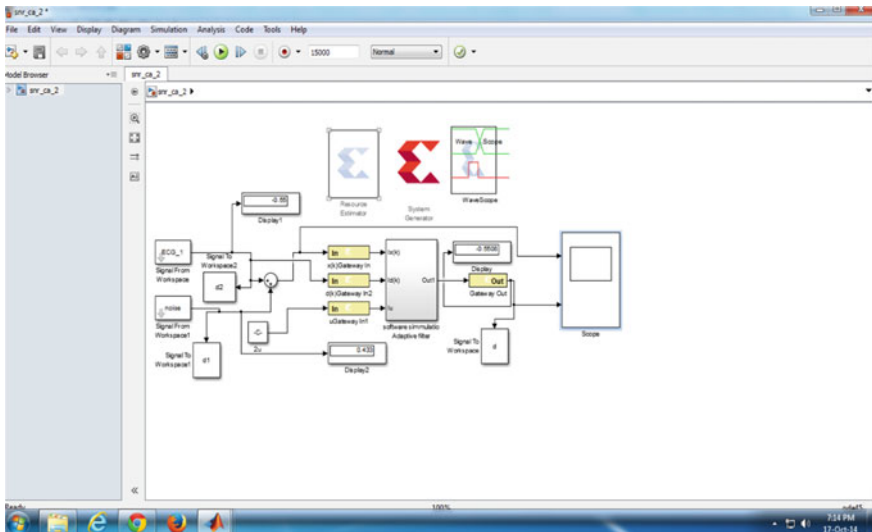 snr_ca_2 *
File Edit View Display Diagram Simulation Analysis Code Tools Help
15000
Normal
Model Browser
snr_ca_2
snr_ca_2
snr_ca_2
Wave Scope
Resource
Estimator
System
Generator
WaveScope
-0.55
Display1
ECG_1
Signal From
Workspace
Signal To
Workspace2
d2
In
x(k)Gateway In
In
d(k)Gateway In2
In
uGateway In1
x(k)
d(k)
u
Out1
software simmulatio
Adaptive filter
-0.5508
Display
Out
Gateway Out
Scope
noise
Signal From
Workspace1
Signal To
Workspace1
d1
-C-
2u
0.433
Display2
Signal To
Workspace
d
Ready
100%
ode45
7:14 PM
17-Oct-14